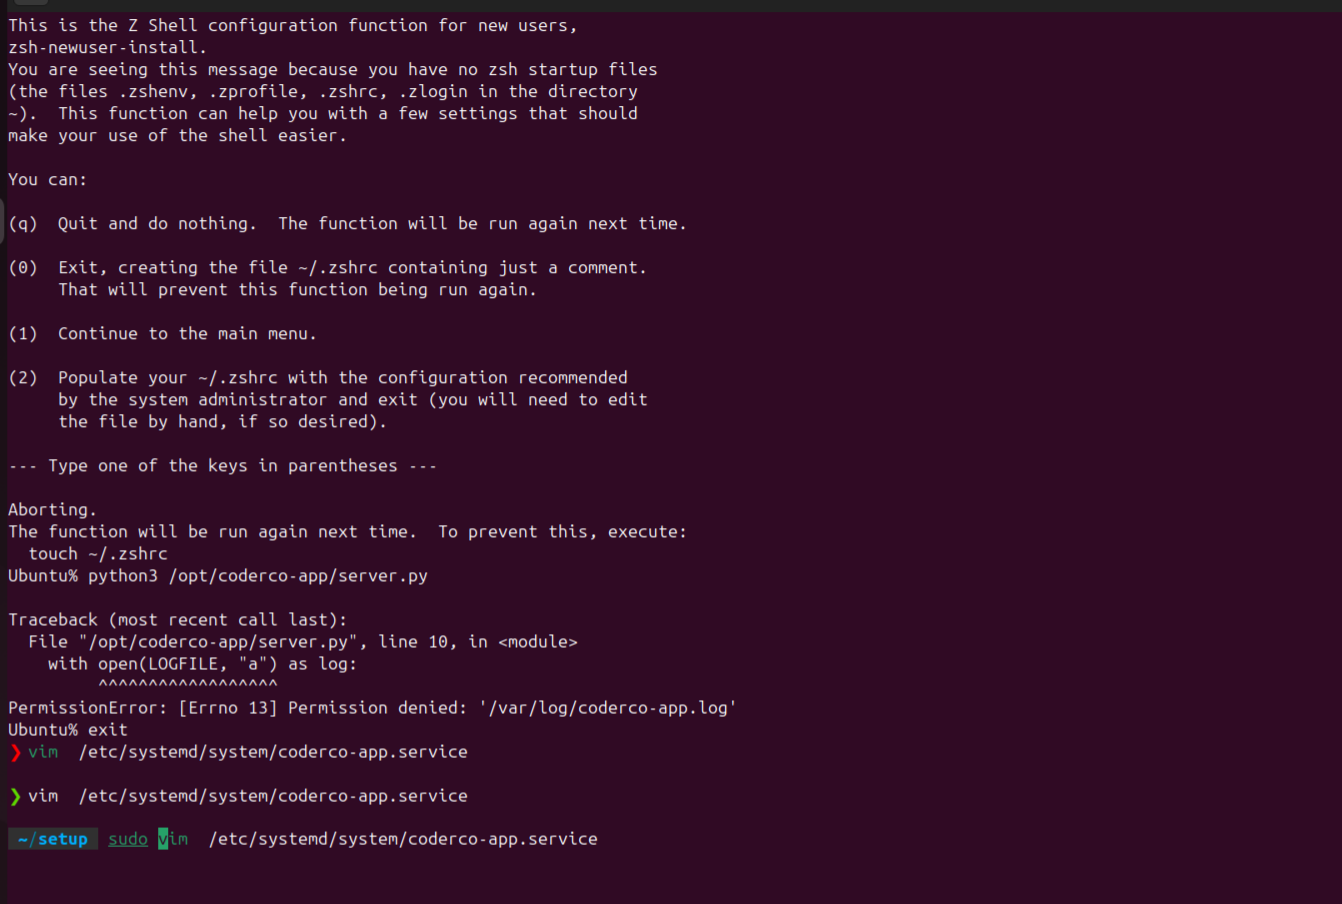 This is the Z Shell configuration function for new users,
zsh-newuser-install.
You are seeing this message because you have no zsh startup files
(the files .zshenv, .zprofile, .zshrc, .zlogin in the directory
~).  This function can help you with a few settings that should
make your use of the shell easier.

You can:

(q)  Quit and do nothing.  The function will be run again next time.

(0)  Exit, creating the file ~/.zshrc containing just a comment.
     That will prevent this function being run again.

(1)  Continue to the main menu.

(2)  Populate your ~/.zshrc with the configuration recommended
     by the system administrator and exit (you will need to edit
     the file by hand, if so desired).

--- Type one of the keys in parentheses ---

Aborting.
The function will be run again next time.  To prevent this, execute:
  touch ~/.zshrc
Ubuntu% python3 /opt/coderco-app/server.py

Traceback (most recent call last):
  File "/opt/coderco-app/server.py", line 10, in <module>
    with open(LOGFILE, "a") as log:
         ^^^^^^^^^^^^^^^^^^
PermissionError: [Errno 13] Permission denied: '/var/log/coderco-app.log'
Ubuntu% exit
❯ vim  /etc/systemd/system/coderco-app.service

❯ vim  /etc/systemd/system/coderco-app.service

~/setup  sudo vim  /etc/systemd/system/coderco-app.service